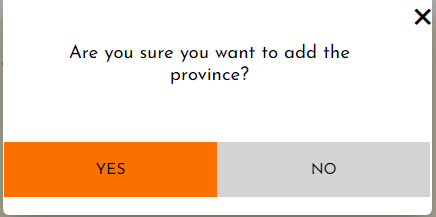 Are you sure you want to add the
province?
YES
NO